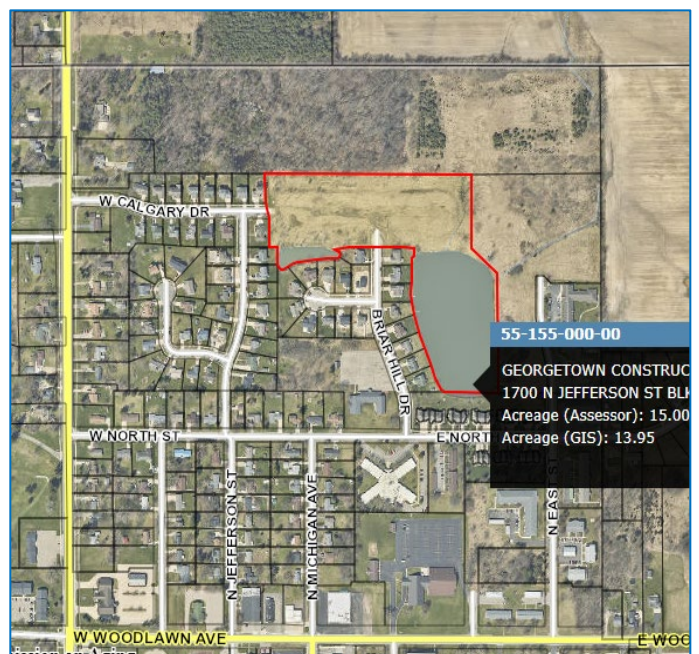 W CALGARY DR
55-155-000-00
GEORGETOWN CONSTRUC
1700 N JEFFERSON ST BLK
Acreage (Assessor): 15.00
Acreage (GIS): 13.95
BRIAR HILL DR
W NORTH ST
E NORT
N JEFFERSON ST
N MICHIGAN AVE
N EAST ST
W WOODLAWN AVE
E WOO